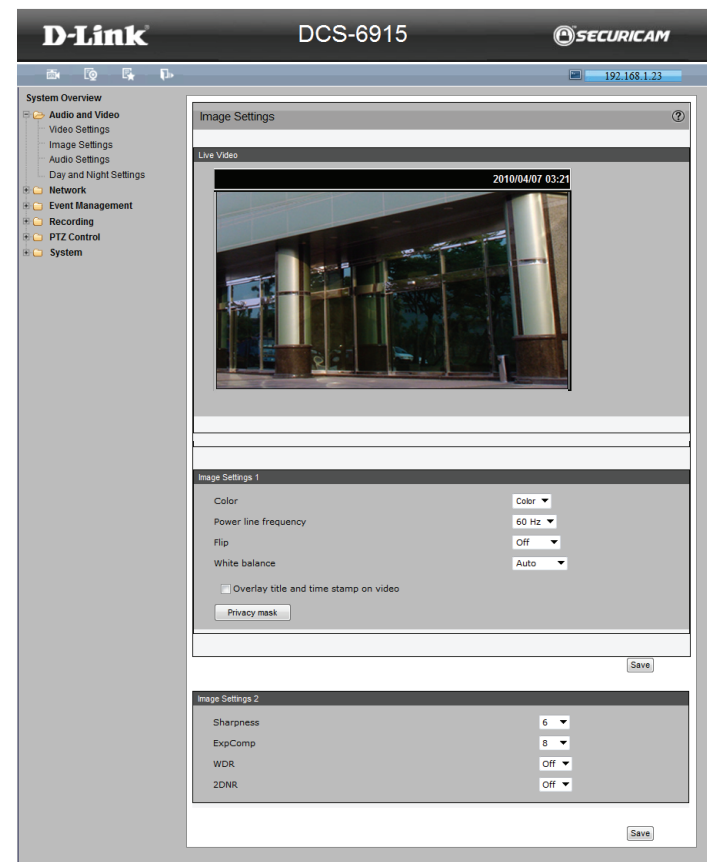 D-Link
DCS-6915
SECURICAM
192.168.1.23
System Overview
Audio and Video
Video Settings
Image Settings
Audio Settings
Day and Night Settings
Network
Event Management
Recording
PTZ Control
System
Image Settings
?
Live Video
2010/04/07 03:21
Image Settings 1
Color Color
Power line frequency 60 Hz
Flip Off
White balance Auto
Overlay title and time stamp on video
Privacy mask
Save
Image Settings 2
Sharpness 6
ExpComp 8
WDR Off
2DNR Off
Save